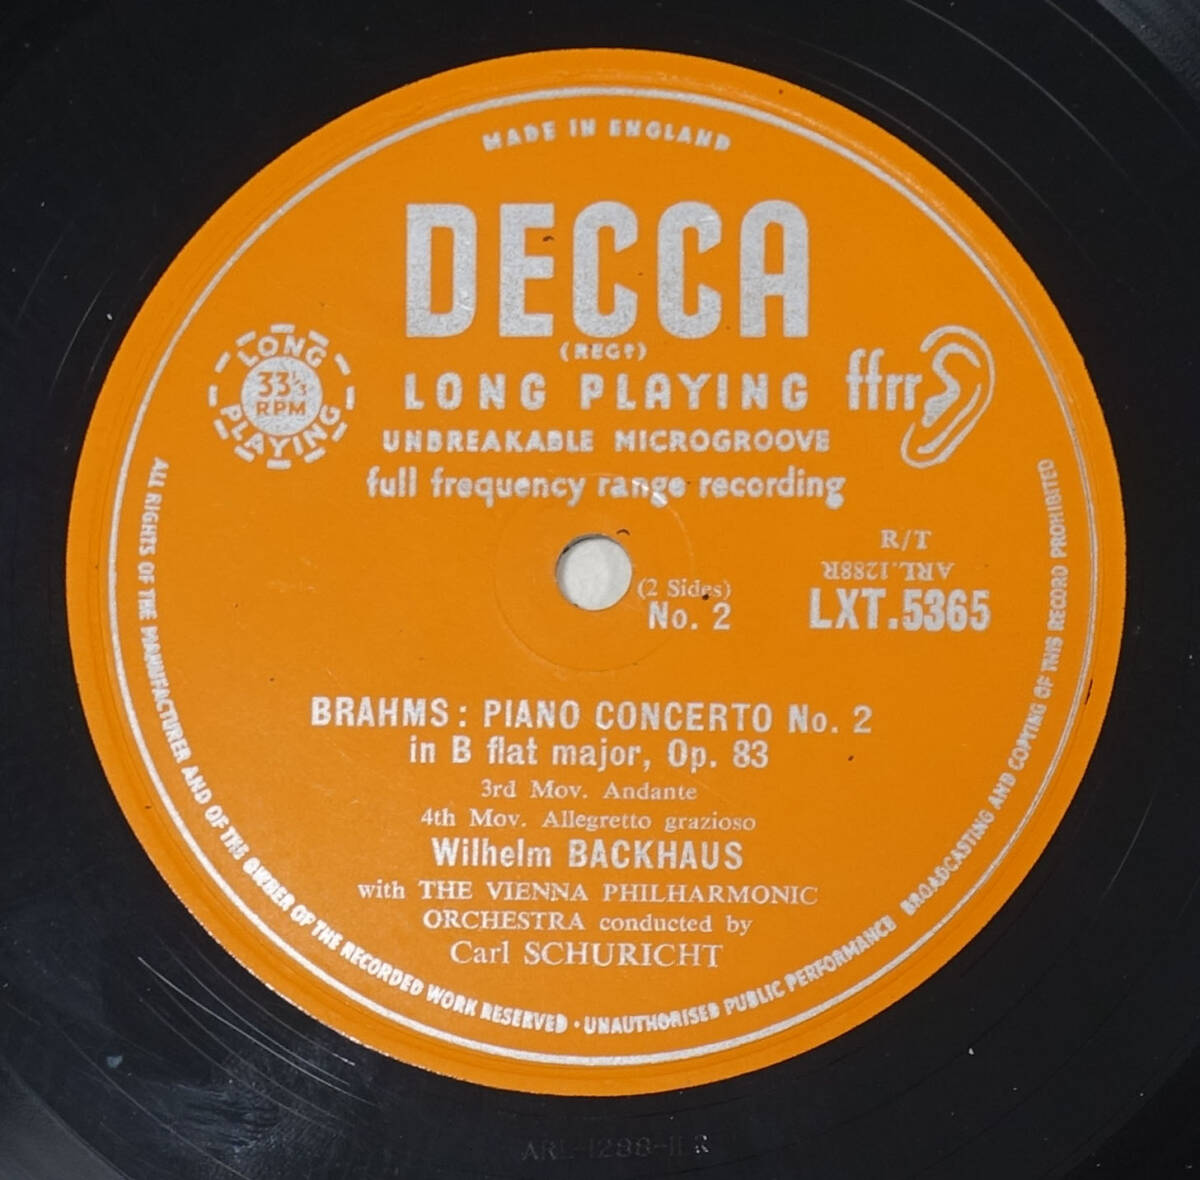 MADE IN ENGLAND
DECCA
(REGᴰ)
LONG PLAYING
33⅓
RPM
LONG PLAYING
ffrr
UNBREAKABLE MICROGROOVE
full frequency range recording
R/T
ARL.1288R
(2 Sides)
No. 2
LXT.5365
BRAHMS: PIANO CONCERTO No. 2
in B flat major, Op. 83
3rd Mov. Andante
4th Mov. Allegretto grazioso
Wilhelm BACKHAUS
with THE VIENNA PHILHARMONIC
ORCHESTRA conducted by
Carl SCHURICHT
ALL RIGHTS OF THE MANUFACTURER AND OF THE OWNER OF THE RECORDED WORK RESERVED · UNAUTHORISED PUBLIC PERFORMANCE BROADCASTING AND COPYING OF THIS RECORD PROHIBITED